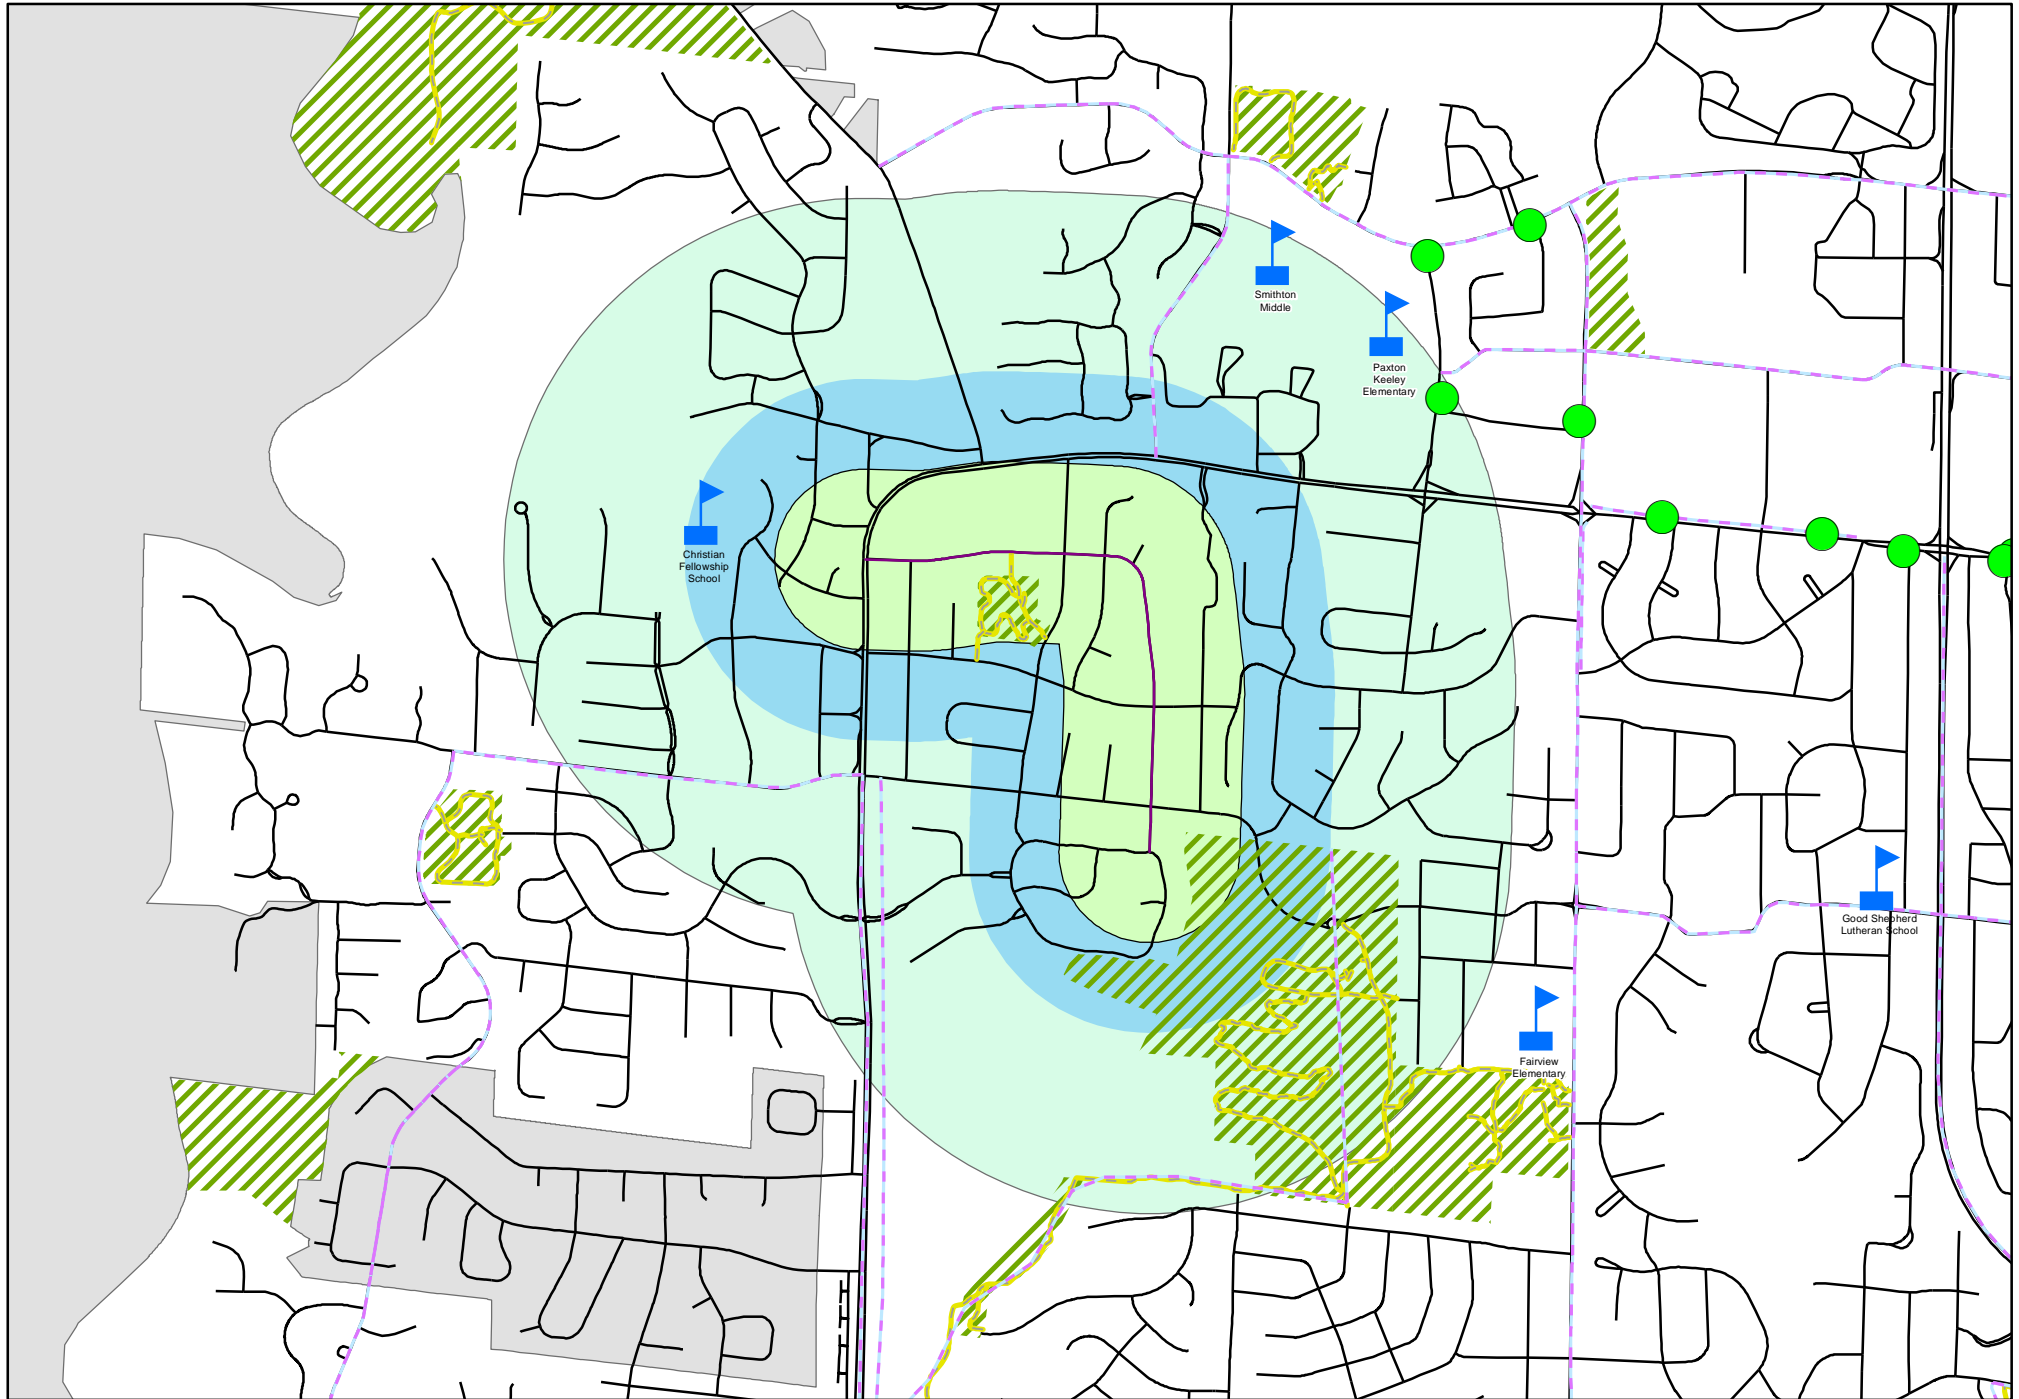 Smithton
Middle
Paxton
Keeley
Elementary
Christian
Fellowship
School
Good Shepherd
Lutheran School
Fairview
Elementary